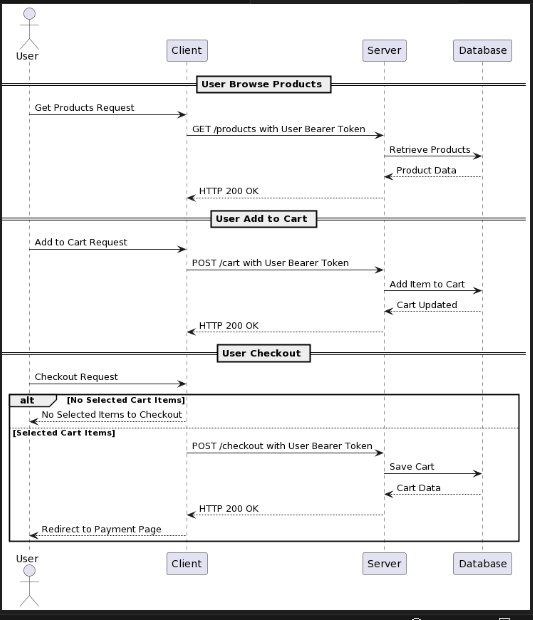 User
Client
Server
Database
User Browse Products
Get Products Request
GET /products with User Bearer Token
Retrieve Products
Product Data
HTTP 200 OK
User Add to Cart
Add to Cart Request
POST /cart with User Bearer Token
Add Item to Cart
Cart Updated
HTTP 200 OK
User Checkout
Checkout Request
alt [No Selected Cart Items]
No Selected Items to Checkout
[Selected Cart Items]
POST /checkout with User Bearer Token
Save Cart
Cart Data
HTTP 200 OK
Redirect to Payment Page
User
Client
Server
Database